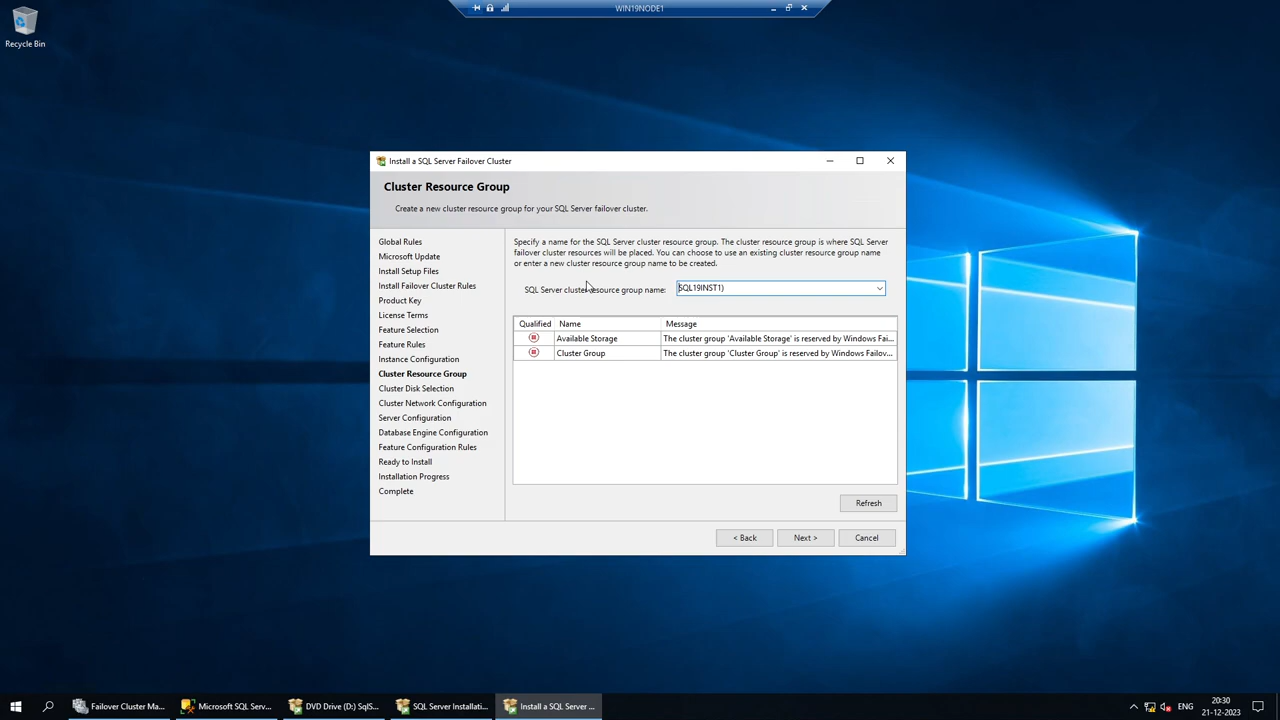 WIN19NODE1
Recycle Bin
Install a SQL Server Failover Cluster
Cluster Resource Group
Create a new cluster resource group for your SQL Server failover cluster.
Global Rules
Microsoft Update
Install Setup Files
Install Failover Cluster Rules
Product Key
License Terms
Feature Selection
Feature Rules
Instance Configuration
Cluster Resource Group
Cluster Disk Selection
Cluster Network Configuration
Server Configuration
Database Engine Configuration
Feature Configuration Rules
Ready to Install
Installation Progress
Complete
Specify a name for the SQL Server cluster resource group. The cluster resource group is where SQL Server
failover cluster resources will be placed. You can choose to use an existing cluster resource group name
or enter a new cluster resource group name to be created.
SQL Server cluster resource group name: SQL19INST1)
Qualified Name Message
Available Storage The cluster group 'Available Storage' is reserved by Windows Fai...
Cluster Group The cluster group 'Cluster Group' is reserved by Windows Failov...
Refresh
< Back Next > Cancel
Failover Cluster Ma... Microsoft SQL Serv... DVD Drive (D:) SqlS... SQL Server Installati... Install a SQL Server ... ENG 20:30
21-12-2023